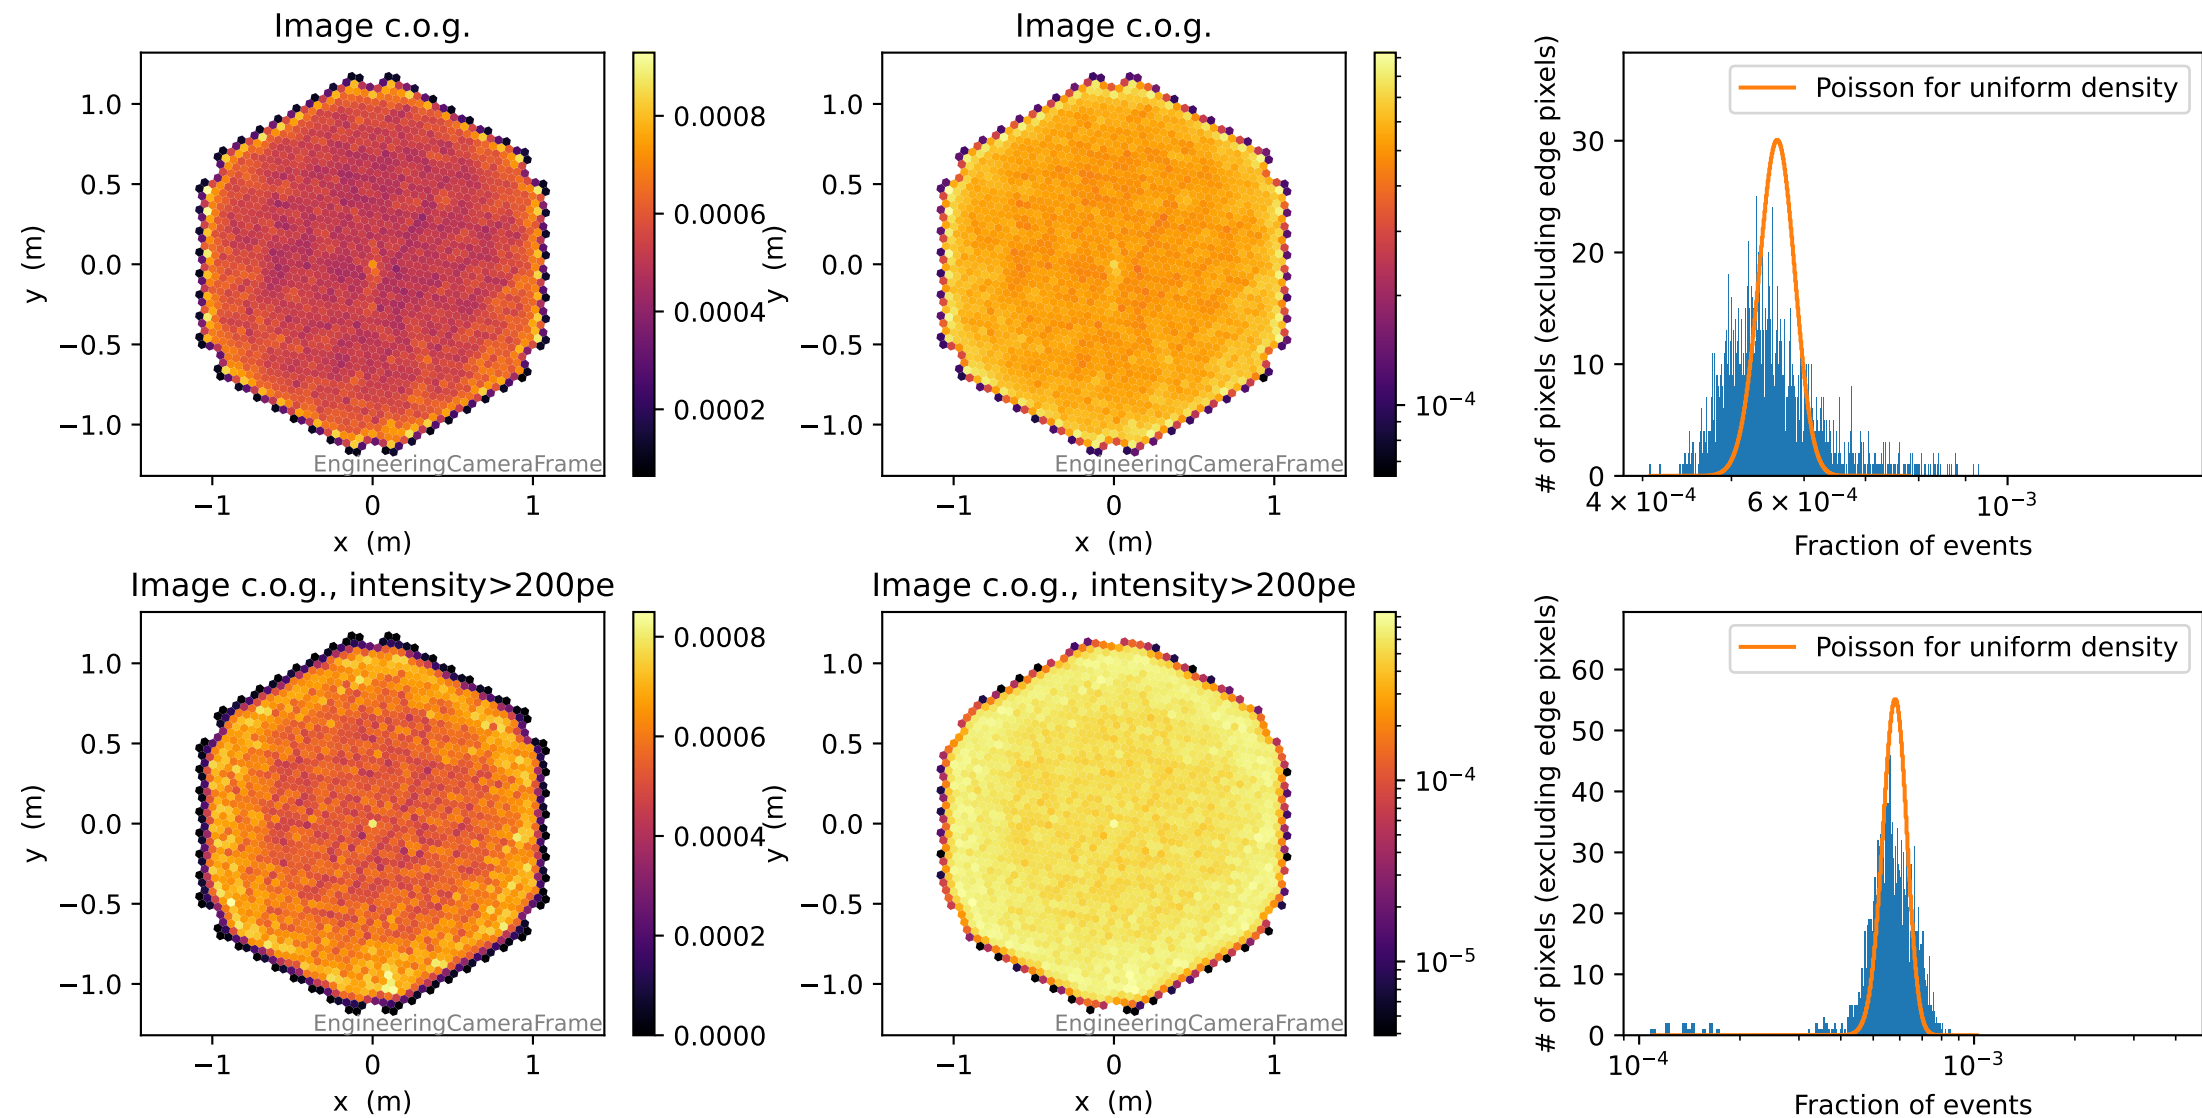 Image c.o.g.
1.0
0.5
0.0
−0.5
−1.0
y (m)
−1
0
1
x (m)
EngineeringCameraFrame
0.0008
0.0006
0.0004
0.0002
Image c.o.g.
1.0
0.5
0.0
−0.5
−1.0
y (m)
−1
0
1
x (m)
EngineeringCameraFrame
10⁻⁴
# of pixels (excluding edge pixels)
30
20
10
0
Poisson for uniform density
4 × 10⁻⁴
6 × 10⁻⁴
10⁻³
Fraction of events
Image c.o.g., intensity>200pe
1.0
0.5
0.0
−0.5
−1.0
y (m)
−1
0
1
x (m)
EngineeringCameraFrame
0.0008
0.0006
0.0004
0.0002
0.0000
Image c.o.g., intensity>200pe
1.0
0.5
0.0
−0.5
−1.0
y (m)
−1
0
1
x (m)
EngineeringCameraFrame
10⁻⁴
10⁻⁵
# of pixels (excluding edge pixels)
60
50
40
30
20
10
0
Poisson for uniform density
10⁻⁴
10⁻³
Fraction of events